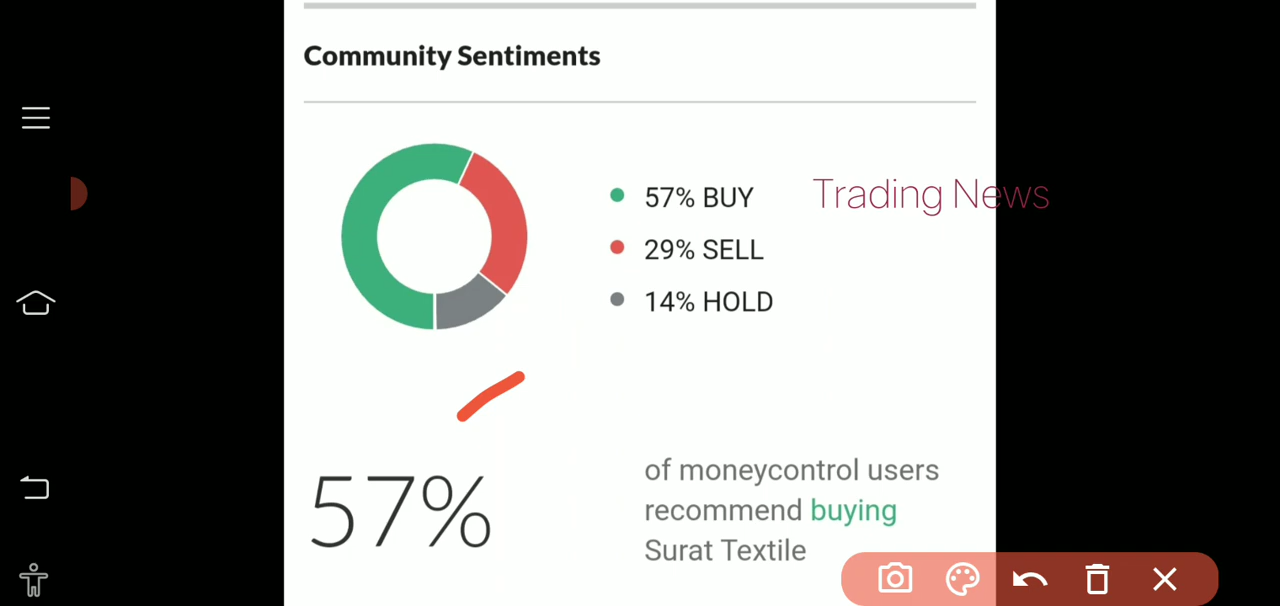 Community Sentiments
57% BUY
Trading News
29% SELL
14% HOLD
57%
of moneycontrol users
recommend buying
Surat Textile